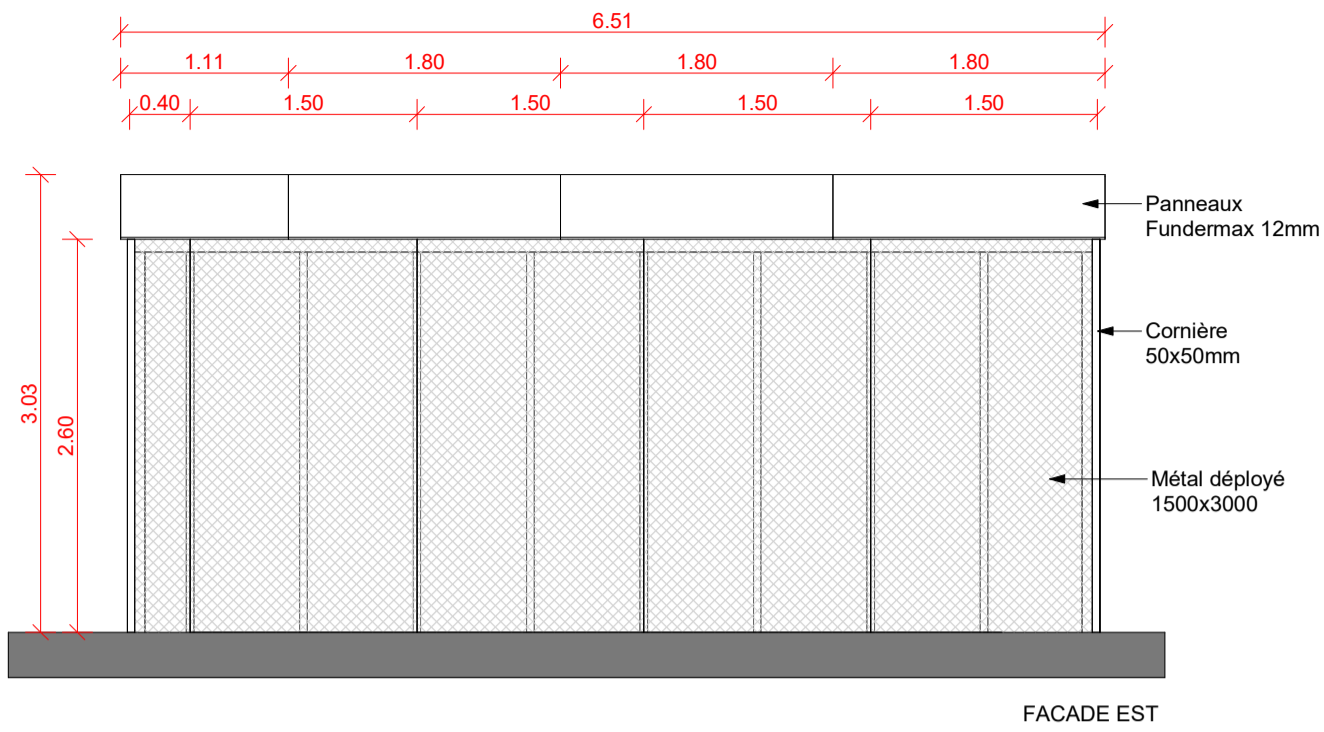 6.51
1.11 1.80 1.80 1.80
0.40 1.50 1.50 1.50 1.50
Panneaux
Fundermax 12mm
Cornière
50x50mm
3.03
2.60
Métal déployé
1500x3000
FACADE EST